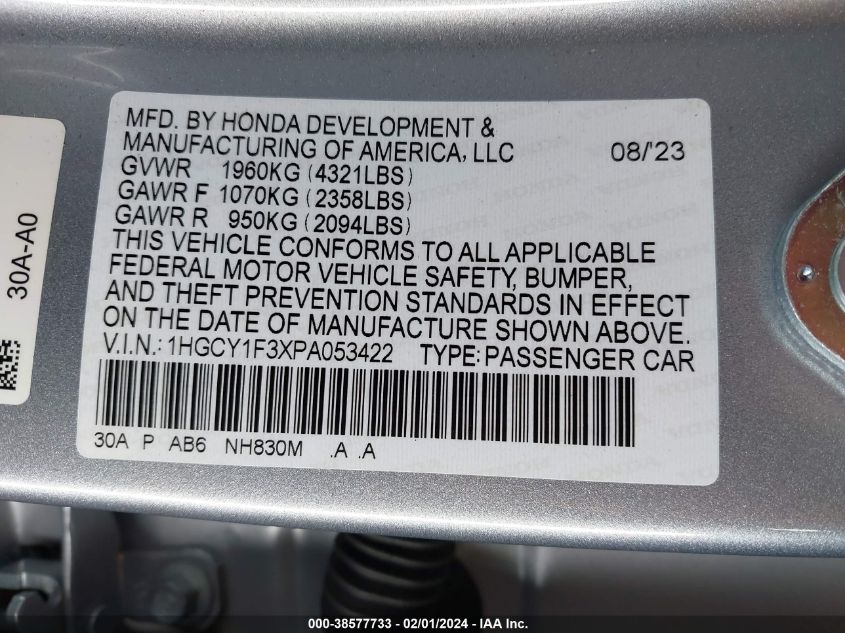 MFD. BY HONDA DEVELOPMENT &
MANUFACTURING OF AMERICA, LLC 08/'23
GVWR 1960KG (4321LBS)
GAWR F 1070KG (2358LBS)
GAWR R 950KG (2094LBS)
THIS VEHICLE CONFORMS TO ALL APPLICABLE
FEDERAL MOTOR VEHICLE SAFETY, BUMPER,
AND THEFT PREVENTION STANDARDS IN EFFECT
ON THE DATE OF MANUFACTURE SHOWN ABOVE.
V.I.N.: 1HGCY1F3XPA053422 TYPE: PASSENGER CAR
30A P AB6 NH830M .A .A
30A-A0
000-38577733 - 02/01/2024 - IAA Inc.